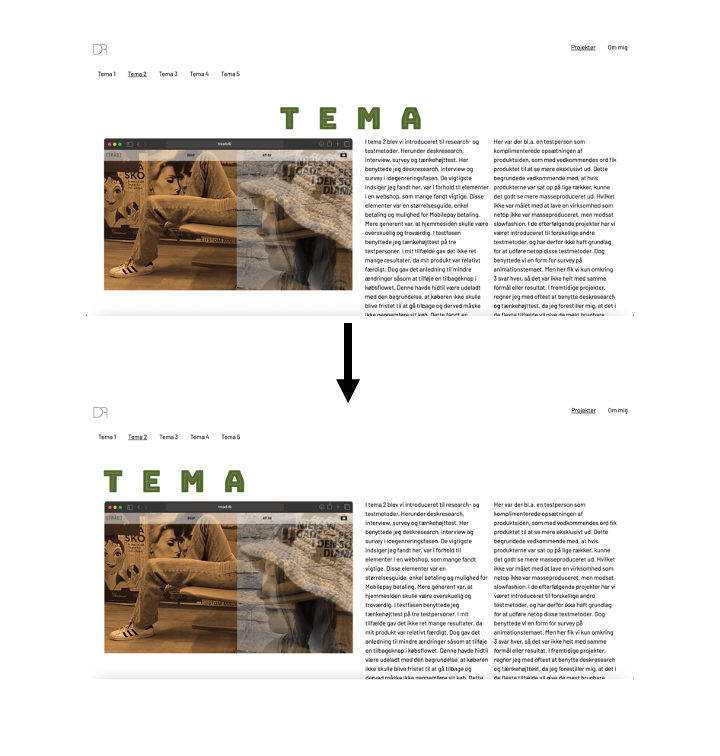 DR
Projekter Om mig
Tema 1 Tema 2 Tema 3 Tema 4 Tema 5
TEMA
I tema 2 blev vi introduceret til research- og
testmetoder. Herunder deskresearch,
interview, survey og tænkehøjttest. Her
benyttede jeg deskresearch, interview og
survey i idegenreringsfasen. De vigtigste
indsiger jeg fandt her, var i forhold til elementer
i en webshop, som mange fandt vigtige. Disse
elementer var en størrelsesguide, enkel
betaling og mulighed for Mobilepay betaling.
Mere generent var, at hjemmesiden skulle være
overskuelig og troværdig. I testfasen
benyttede jeg tænkehøjttest på tre
testpersoner. I mit tilfælde gav det ikke ret
mange resultater, da mit produkt var relativt
færdigt. Dog gav det anledning til mindre
ændringer såsom at tilføje en tilbageknap i
købsflowet. Denne havde hidtil være udeladt
med den begrundelse, at køberen ikke skulle
blive fristet til at gå tilbage og derved måske
ikke gennemføre sit køb. Dette fandt en
Her var der bl.a. en testperson som
komplimenterede opsætningen af
produktsiden, som med vedkommendes ord fik
produktet til at se mere eksklusivt ud. Dette
begrundede vedkommende med, at hvis
produkterne var sat op på lige rækker, kunne
det godt se mere masseproduceret ud. Hvilket
ikke var målet med at lave en virksomhed som
netop ikke var masseproduceret, men modsat
slowfashion. I de efterfølgende projekter har vi
været introduceret til forskellige andre
testmetoder, og har derfor ikke haft grundlag
for at udføre netop disse testmetoder. Dog
benyttede vi en form for survey på
animationstemaet. Men her fik vi kun omkring
3 svar hver, så det var ikke helt med samme
formål eller resultat. I fremtidige projekter,
regner jeg med oftest at benytte deskresearch
og tænkehøjttest, da jeg forestiller mig, at det i
de fleste tilfælde vil give de mest brugbare
DR
Projekter Om mig
Tema 1 Tema 2 Tema 3 Tema 4 Tema 5
TEMA
I tema 2 blev vi introduceret til research- og
testmetoder. Herunder deskresearch,
interview, survey og tænkehøjttest. Her
benyttede jeg deskresearch, interview og
survey i idegenreringsfasen. De vigtigste
indsiger jeg fandt her, var i forhold til
elementer i en webshop, som mange fandt
vigtige. Disse elementer var en
størrelsesguide, enkel betaling og mulighed for
Mobilepay betaling. Mere generent var, at
hjemmesiden skulle være overskuelig og
troværdig. I testfasen benyttede jeg
tænkehøjttest på tre testpersoner. I mit
tilfælde gav det ikke ret mange resultater, da
mit produkt var relativt færdigt. Dog gav det
anledning til mindre ændringer såsom at tilføje
en tilbageknap i købsflowet. Denne havde hidtil
være udeladt med den begrundelse, at køberen
ikke skulle blive fristet til at gå tilbage og
derved måske ikke gennemføre sit køb. Dette
Her var der bl.a. en testperson som
komplimenterede opsætningen af
produktsiden, som med vedkommendes ord fik
produktet til at se mere eksklusivt ud. Dette
begrundede vedkommende med, at hvis
produkterne var sat op på lige rækker, kunne
det godt se mere masseproduceret ud. Hvilket
ikke var målet med at lave en virksomhed som
netop ikke var masseproduceret, men modsat
slowfashion. I de efterfølgende projekter har vi
været introduceret til forskellige andre
testmetoder, og har derfor ikke haft grundlag
for at udføre netop disse testmetoder. Dog
benyttede vi en form for survey på
animationstemaet. Men her fik vi kun omkring
3 svar hver, så det var ikke helt med samme
formål eller resultat. I fremtidige projekter,
regner jeg med oftest at benytte deskresearch
og tænkehøjttest, da jeg forestiller mig, at det i
de fleste tilfælde vil give de mest brugbare